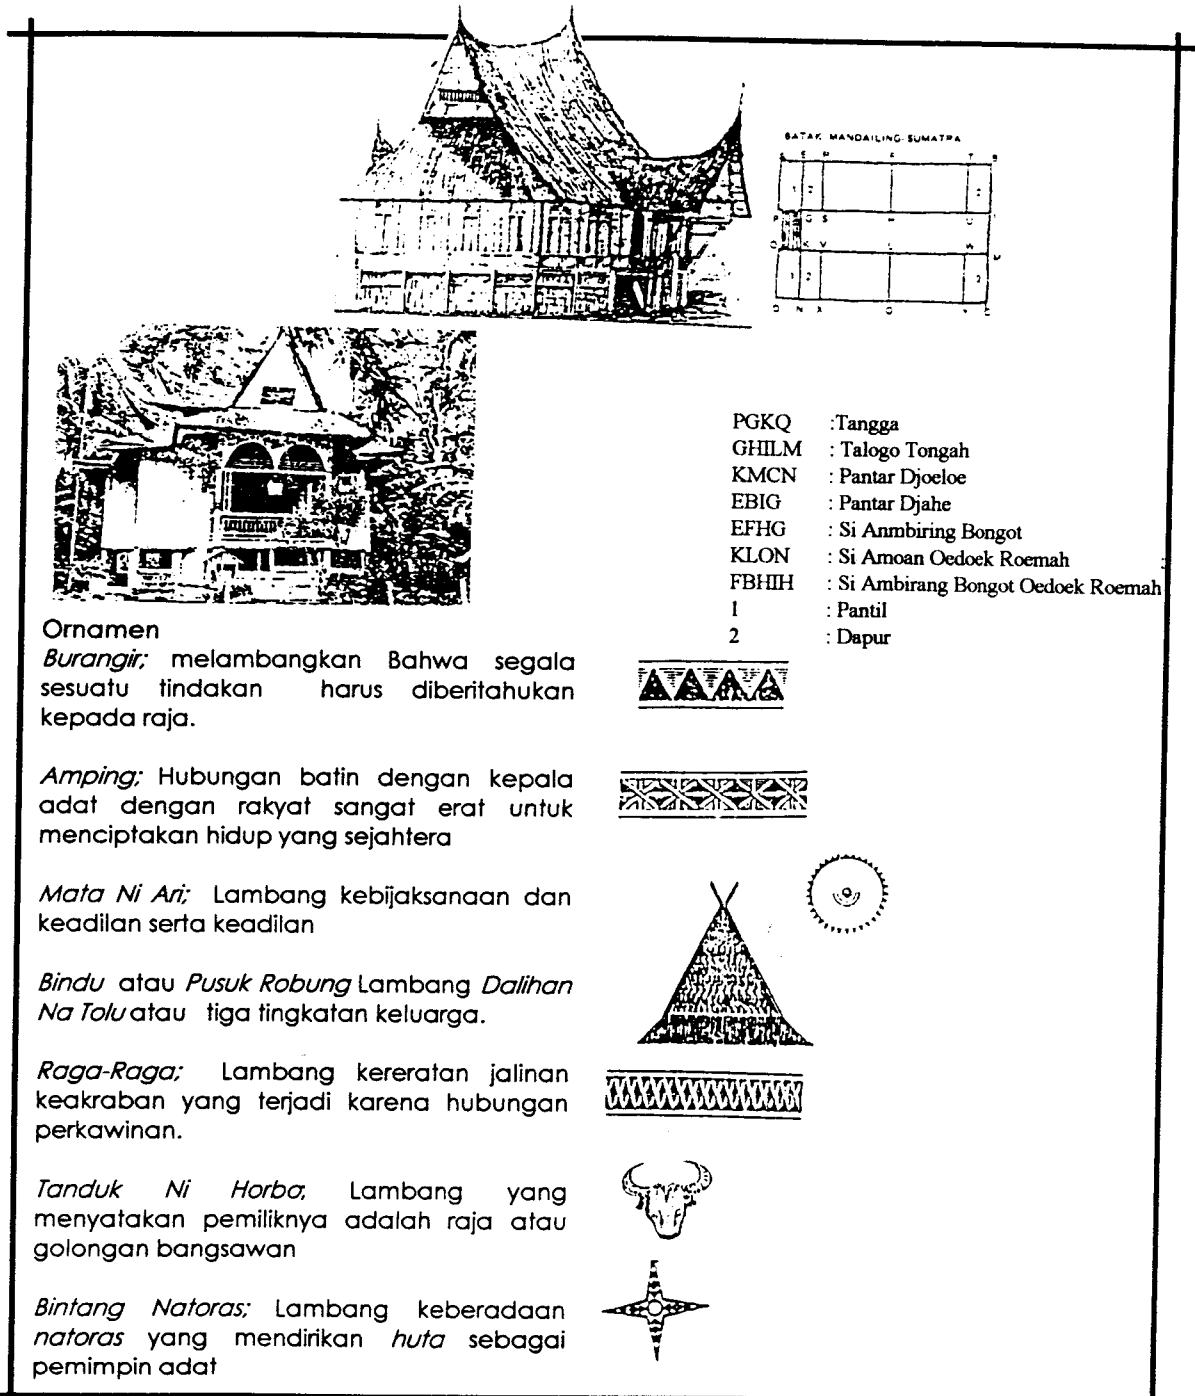 BATAK MANDAILING-SUMATRA
PGKQ :Tangga
GHILM : Talogo Tongah
KMCN : Pantar Djoeloe
EBIG : Pantar Djahe
EFHG : Si Anmbiring Bongot
KLON : Si Amoan Oedoek Roemah
FBHIH : Si Ambirang Bongot Oedoek Roemah
1 : Pantil
2 : Dapur
Ornamen
Burangir; melambangkan Bahwa segala
sesuatu tindakan harus diberitahukan
kepada raja.
Amping; Hubungan batin dengan kepala
adat dengan rakyat sangat erat untuk
menciptakan hidup yang sejahtera
Mata Ni Ari; Lambang kebijaksanaan dan
keadilan serta keadilan
Bindu atau Pusuk Robung Lambang Dalihan
Na Tolu atau tiga tingkatan keluarga.
Raga-Raga; Lambang kereratan jalinan
keakraban yang terjadi karena hubungan
perkawinan.
Tanduk Ni Horbo; Lambang yang
menyatakan pemiliknya adalah raja atau
golongan bangsawan
Bintang Natoras; Lambang keberadaan
natoras yang mendirikan huta sebagai
pemimpin adat